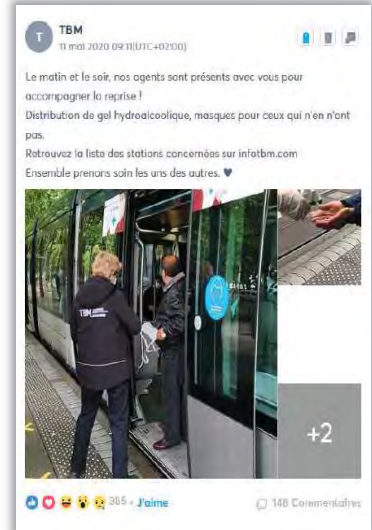 T
TBM
11 mai 2020 09:11(UTC+02:00)
Le matin et le soir, nos agents sont présents avec vous pour
accompagner la reprise !
Distribution de gel hydroalcoolique, masques pour ceux qui n'en n'ont
pas.
Retrouvez la liste des stations concernées sur infotbm.com
Ensemble prenons soin les uns des autres. ♥
TBM
+2
385 • J'aime
148 Commentaires